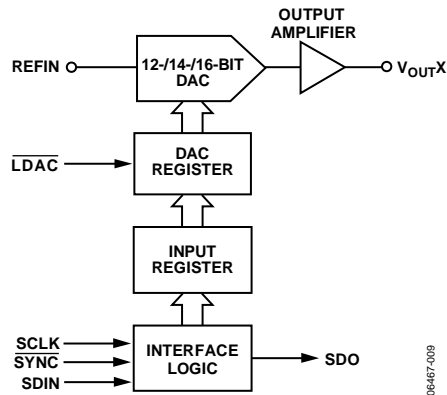 OUTPUT
AMPLIFIER
REFIN
12-/14-/16-BIT
DAC
V_OUTX
LDAC
DAC
REGISTER
INPUT
REGISTER
SCLK
SYNC
SDIN
INTERFACE
LOGIC
SDO
06467-009